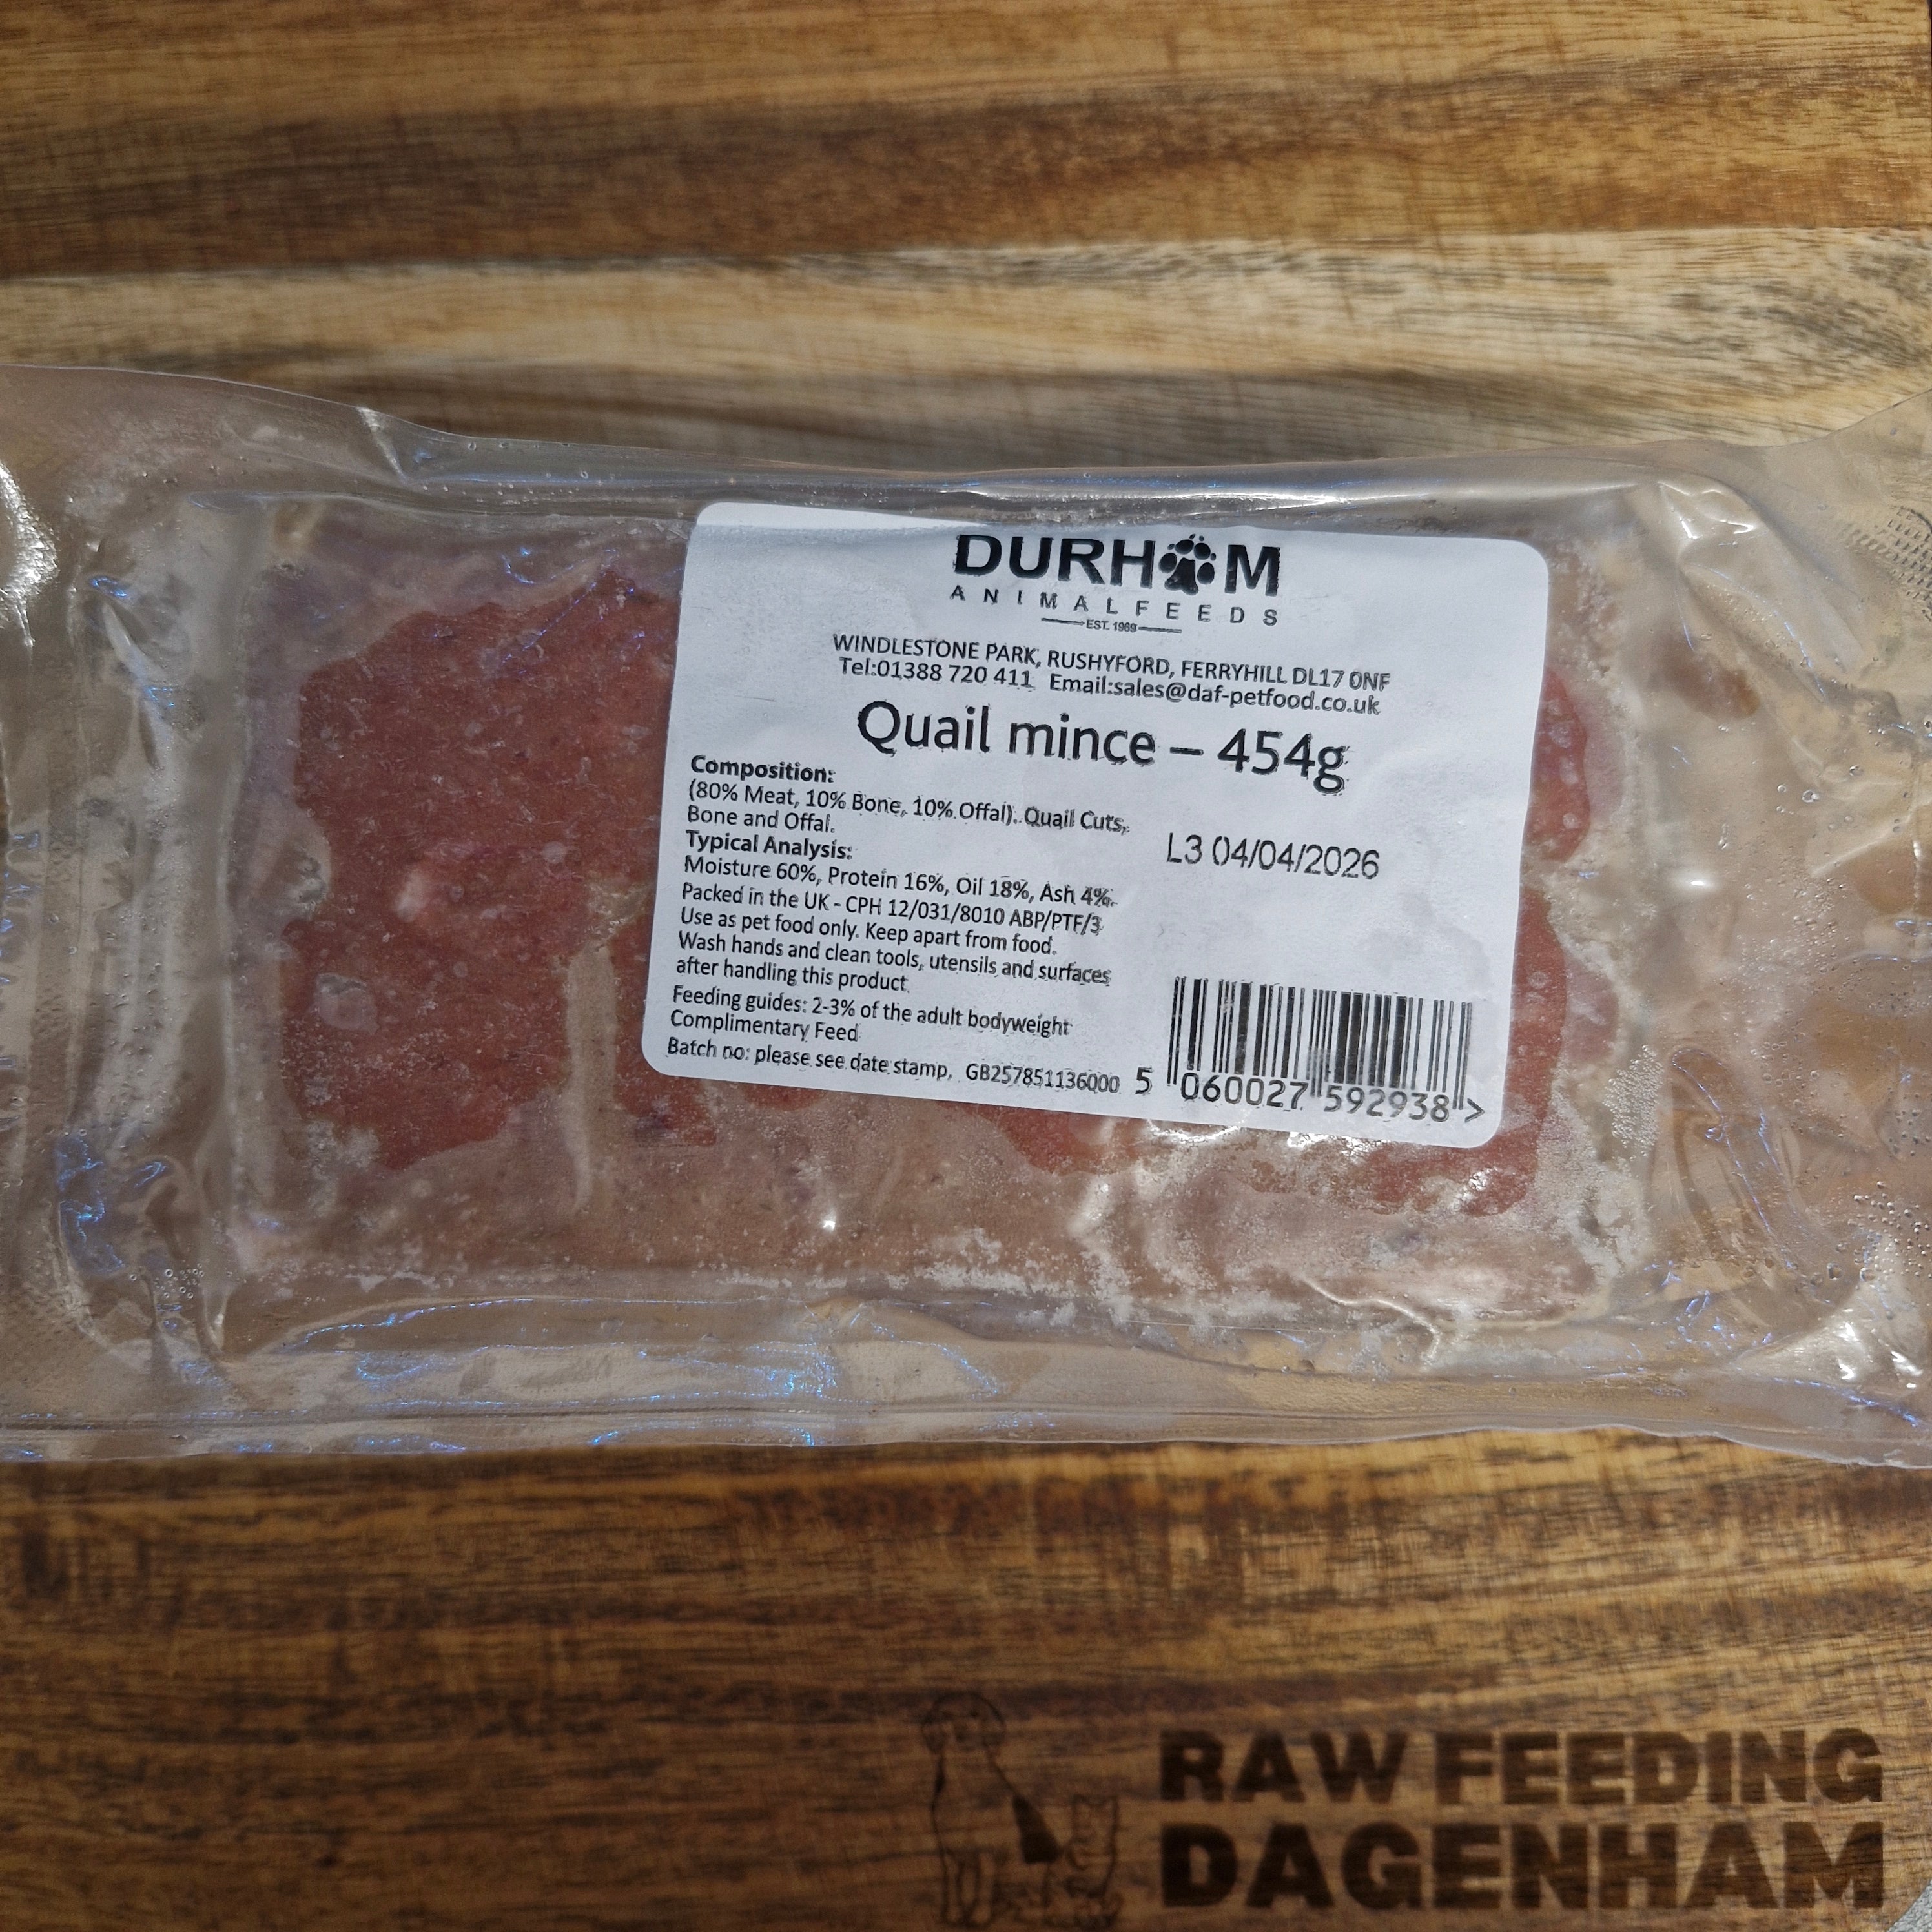 DURHAM
ANIMAL FEEDS
EST. 1969
WINDLESTONE PARK, RUSHYFORD, FERRYHILL DL17 0NF
Tel:01388 720 411 Email:sales@daf-petfood.co.uk
Quail mince – 454g
Composition:
(80% Meat, 10% Bone, 10% Offal). Quail Cuts,
Bone and Offal.
L3 04/04/2026
Typical Analysis:
Moisture 60%, Protein 16%, Oil 18%, Ash 4%.
Packed in the UK - CPH 12/031/8010 ABP/PTF/3
Use as pet food only. Keep apart from food.
Wash hands and clean tools, utensils and surfaces
after handling this product.
Feeding guides: 2-3% of the adult bodyweight
Complimentary Feed
Batch no: please see date stamp, GB257851136000
5 060027 592938 >
RAW FEEDING
DAGENHAM